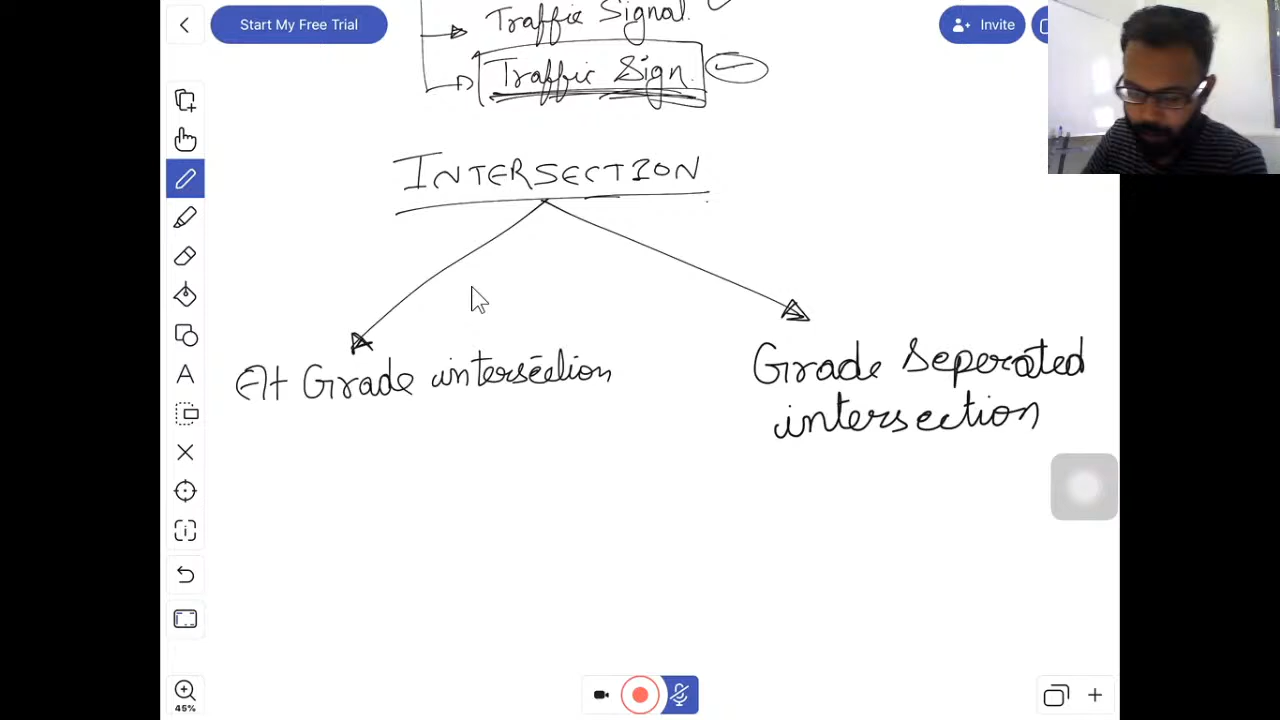 Start My Free Trial
Invite
Traffic Signal.
Traffic Sign.
INTERSECTION
At Grade intersection
Grade Seperated
intersection
A
45%